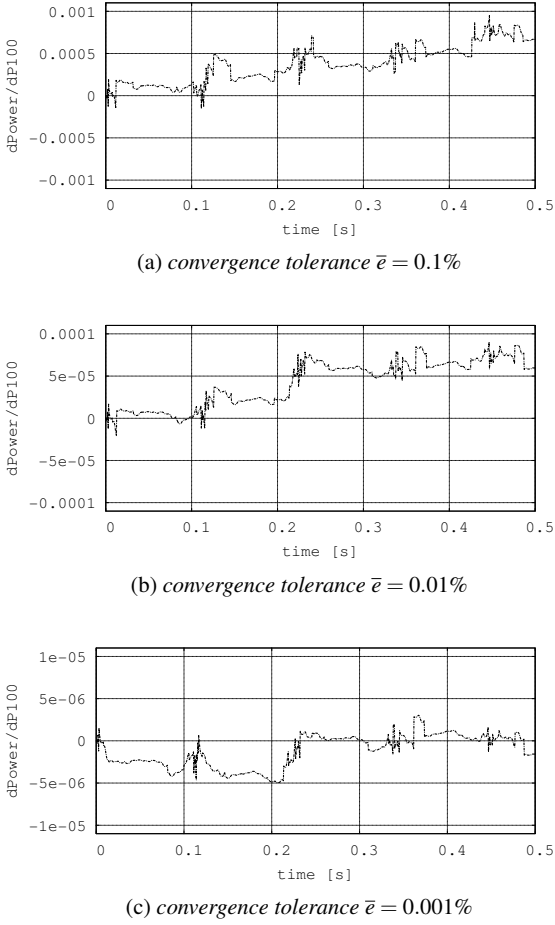 dPower/dP100
0.001
0.0005
0
-0.0005
-0.001
0 0.1 0.2 0.3 0.4 0.5
time [s]
(a) convergence tolerance e̅ = 0.1%
dPower/dP100
0.0001
5e-05
0
-5e-05
-0.0001
0 0.1 0.2 0.3 0.4 0.5
time [s]
(b) convergence tolerance e̅ = 0.01%
dPower/dP100
1e-05
5e-06
0
-5e-06
-1e-05
0 0.1 0.2 0.3 0.4 0.5
time [s]
(c) convergence tolerance e̅ = 0.001%